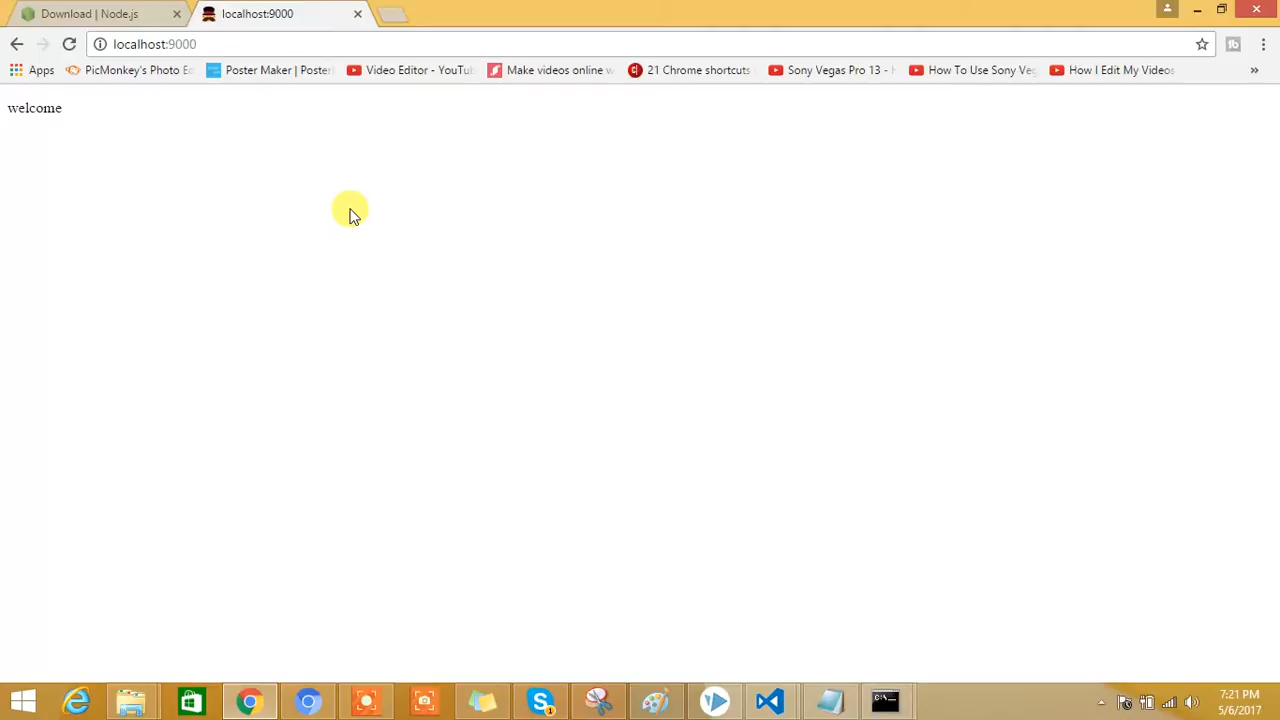 Download | Node.js
localhost:9000
localhost:9000
Apps
PicMonkey's Photo Ed
Poster Maker | Poster
Video Editor - YouTu
Make videos online w
21 Chrome shortcuts
Sony Vegas Pro 13 - H
How To Use Sony Veg
How I Edit My Videos
»
welcome
7:21 PM
5/6/2017